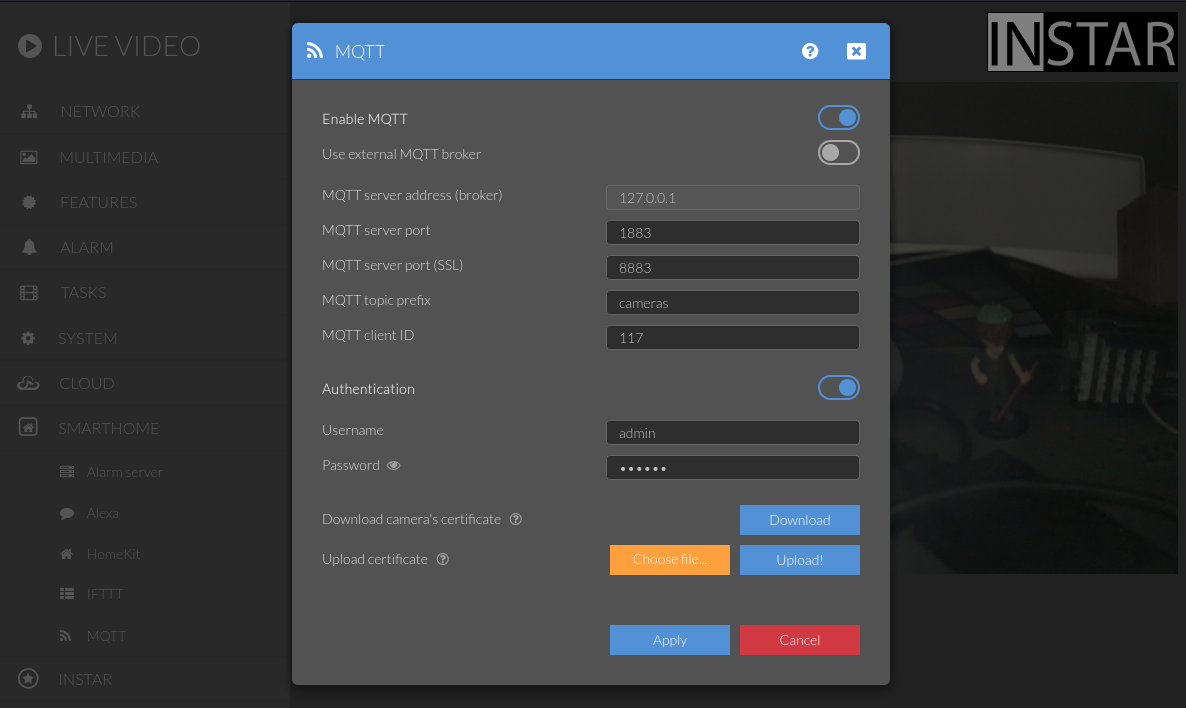 LIVE VIDEO
NETWORK
MULTIMEDIA
FEATURES
ALARM
TASKS
SYSTEM
CLOUD
SMARTHOME
Alarm server
Alexa
HomeKit
IFTTT
MQTT
INSTAR
MQTT
Enable MQTT
Use external MQTT broker
MQTT server address (broker) 127.0.0.1
MQTT server port 1883
MQTT server port (SSL) 8883
MQTT topic prefix cameras
MQTT client ID 117
Authentication
Username admin
Password ••••••
Download camera's certificate Download
Upload certificate Choose file... Upload!
Apply Cancel
INSTAR